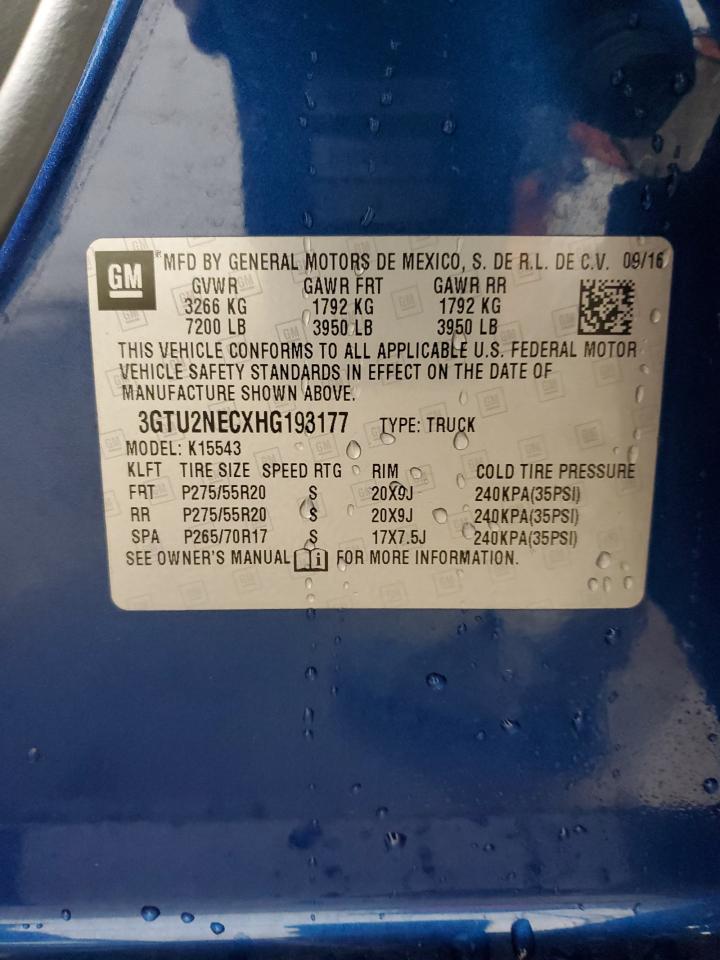 GM ® MFD BY GENERAL MOTORS DE MEXICO, S. DE R.L. DE C.V. 09/16
GVWR GAWR FRT GAWR RR
3266 KG 1792 KG 1792 KG
7200 LB 3950 LB 3950 LB
THIS VEHICLE CONFORMS TO ALL APPLICABLE U.S. FEDERAL MOTOR
VEHICLE SAFETY STANDARDS IN EFFECT ON THE DATE OF
MANUFACTURE SHOWN ABOVE.
3GTU2NECXHG193177 TYPE: TRUCK
MODEL: K15543
KLFT TIRE SIZE SPEED RTG RIM COLD TIRE PRESSURE
FRT P275/55R20 S 20X9J 240KPA(35PSI)
RR P275/55R20 S 20X9J 240KPA(35PSI)
SPA P265/70R17 S 17X7.5J 240KPA(35PSI)
SEE OWNER'S MANUAL i FOR MORE INFORMATION.